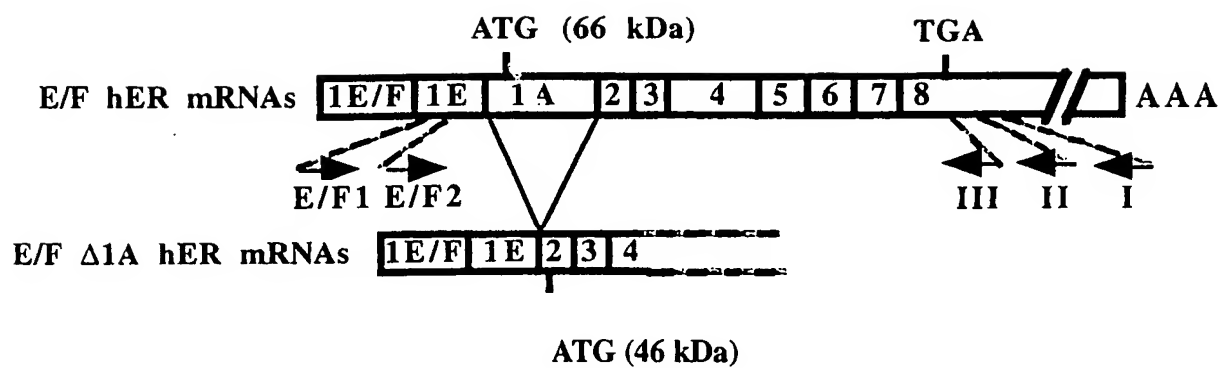 ATG (66 kDa) TGA
E/F hER mRNAs 1E/F 1E 1A 2 3 4 5 6 7 8 AAA
E/F1 E/F2 III II I
E/F Δ1A hER mRNAs 1E/F 1E 2 3 4
ATG (46 kDa)